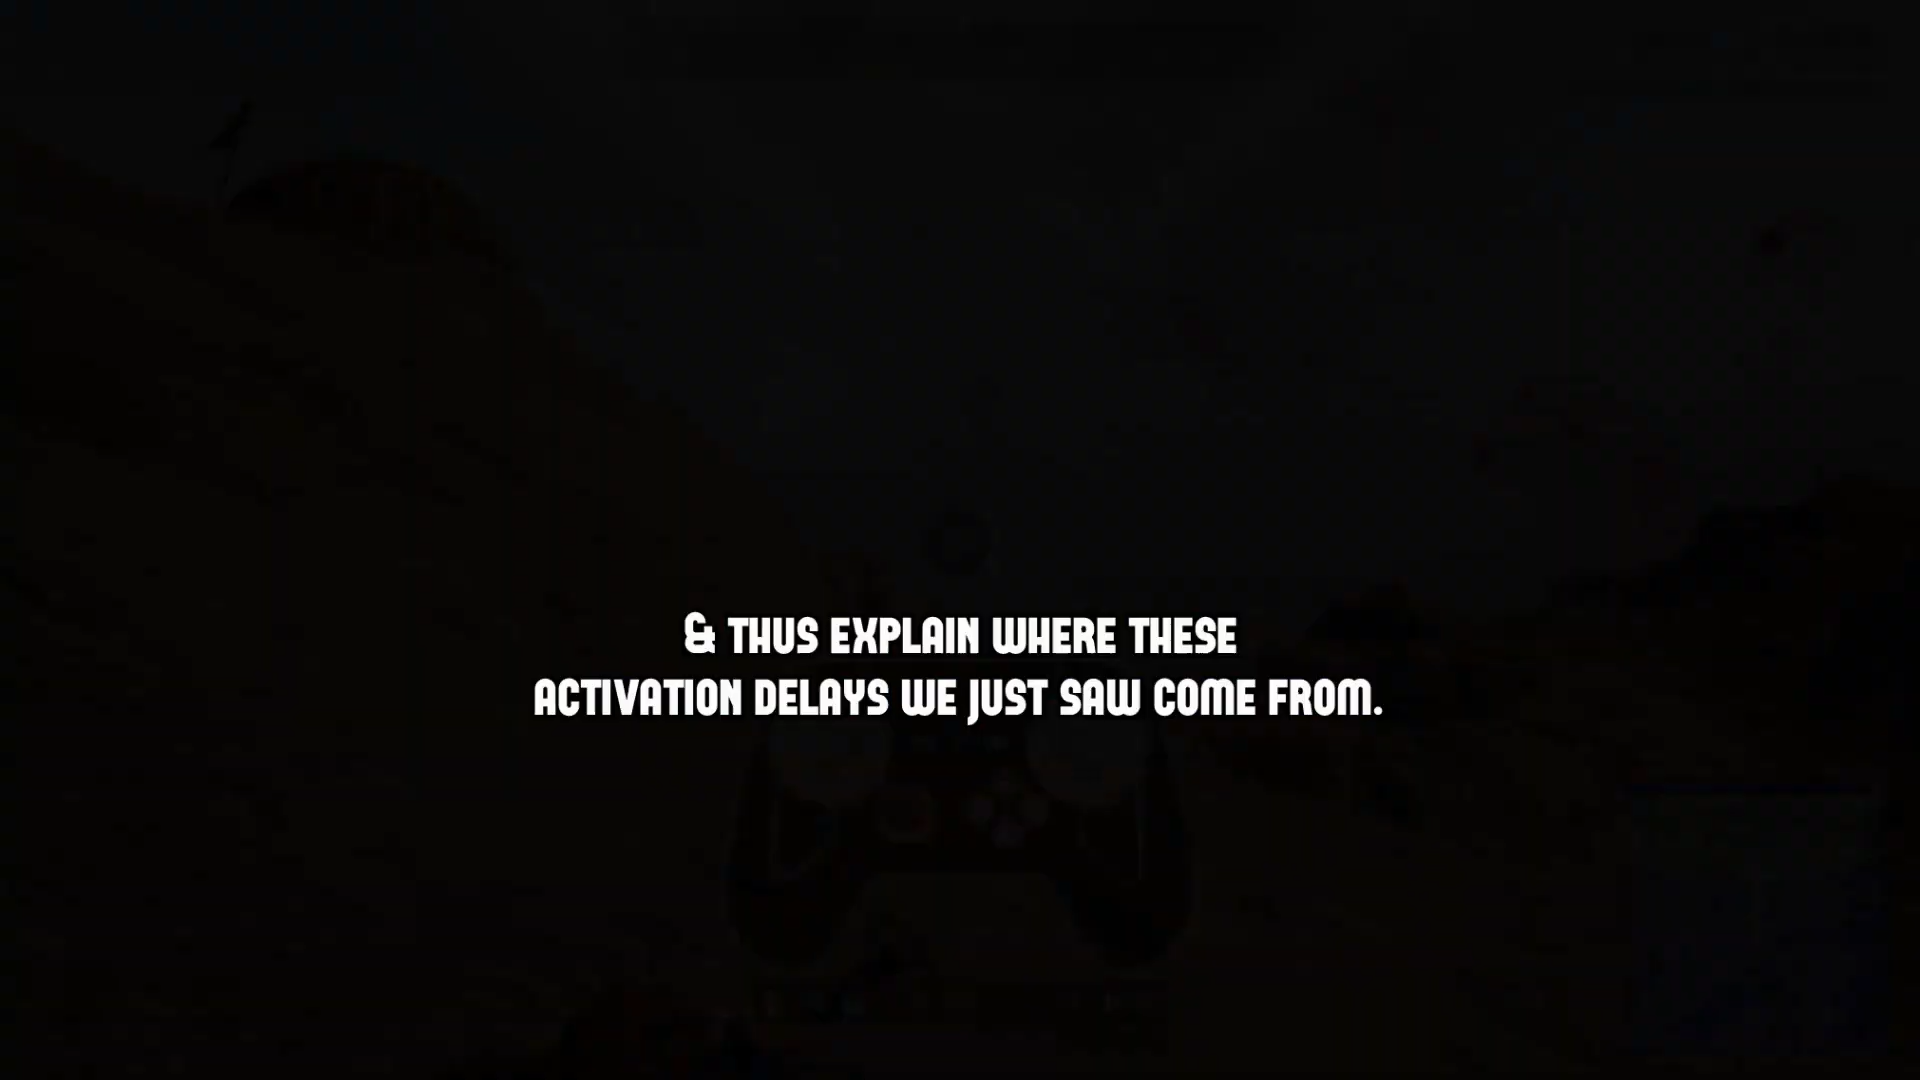 & THUS EXPLAIN WHERE THESE
ACTIVATION DELAYS WE JUST SAW COME FROM.